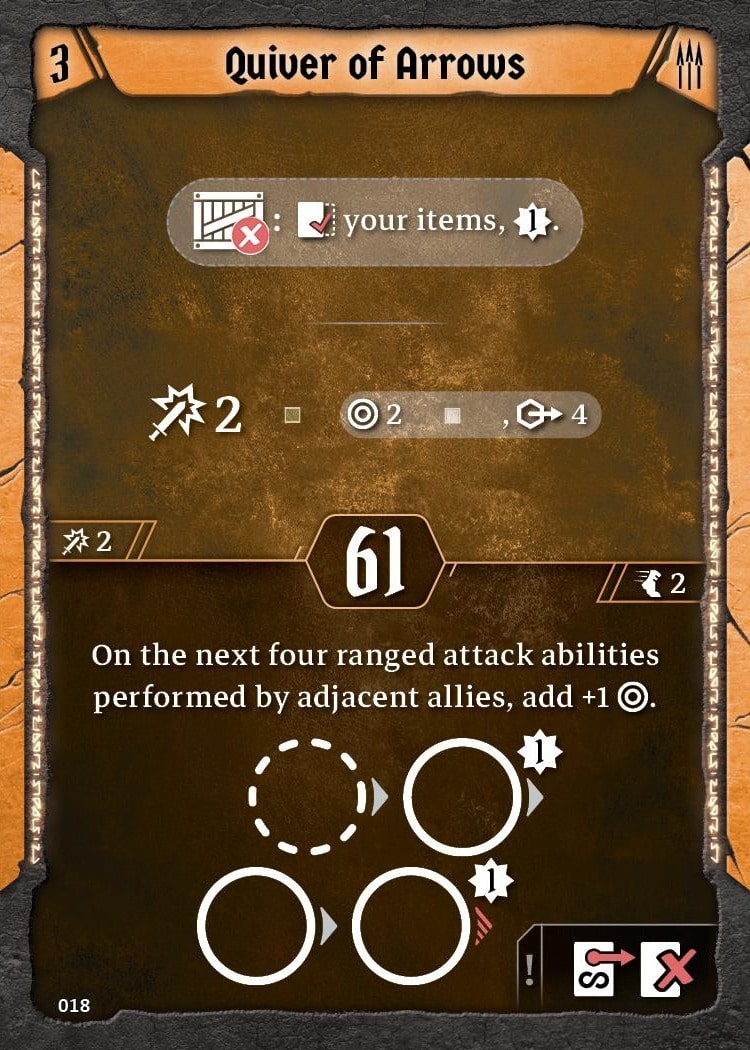 3 Quiver of Arrows
: your items, 1.
2 2 , 4
2
61
2
On the next four ranged attack abilities
performed by adjacent allies, add +1 .
1
1
!
018